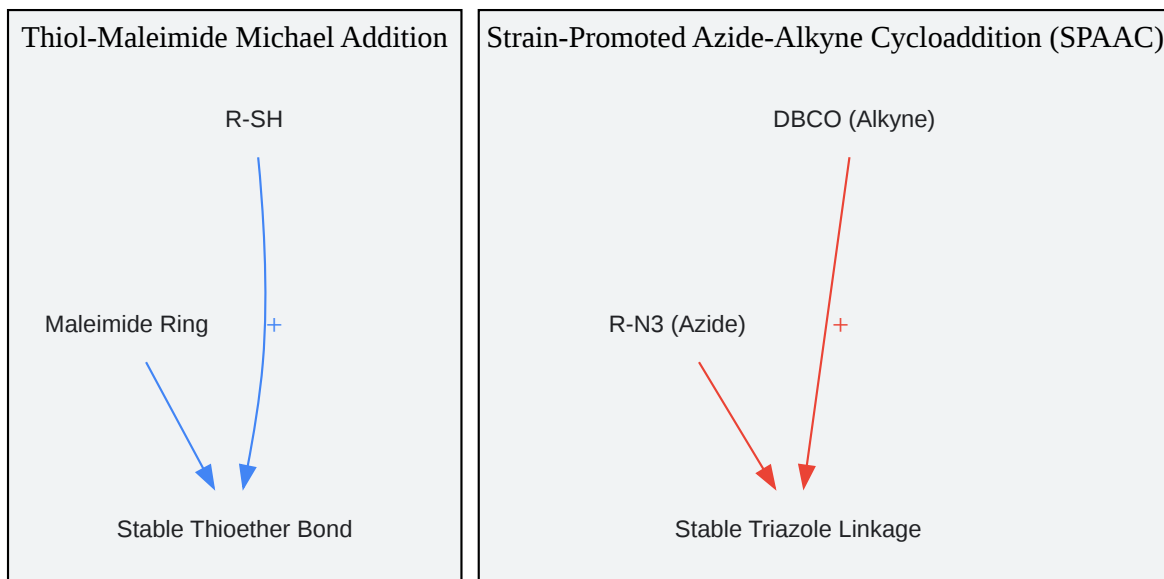 Thiol-Maleimide Michael Addition
R-SH
+
Maleimide Ring
Stable Thioether Bond
Strain-Promoted Azide-Alkyne Cycloaddition (SPAAC)
DBCO (Alkyne)
+
R-N3 (Azide)
Stable Triazole Linkage